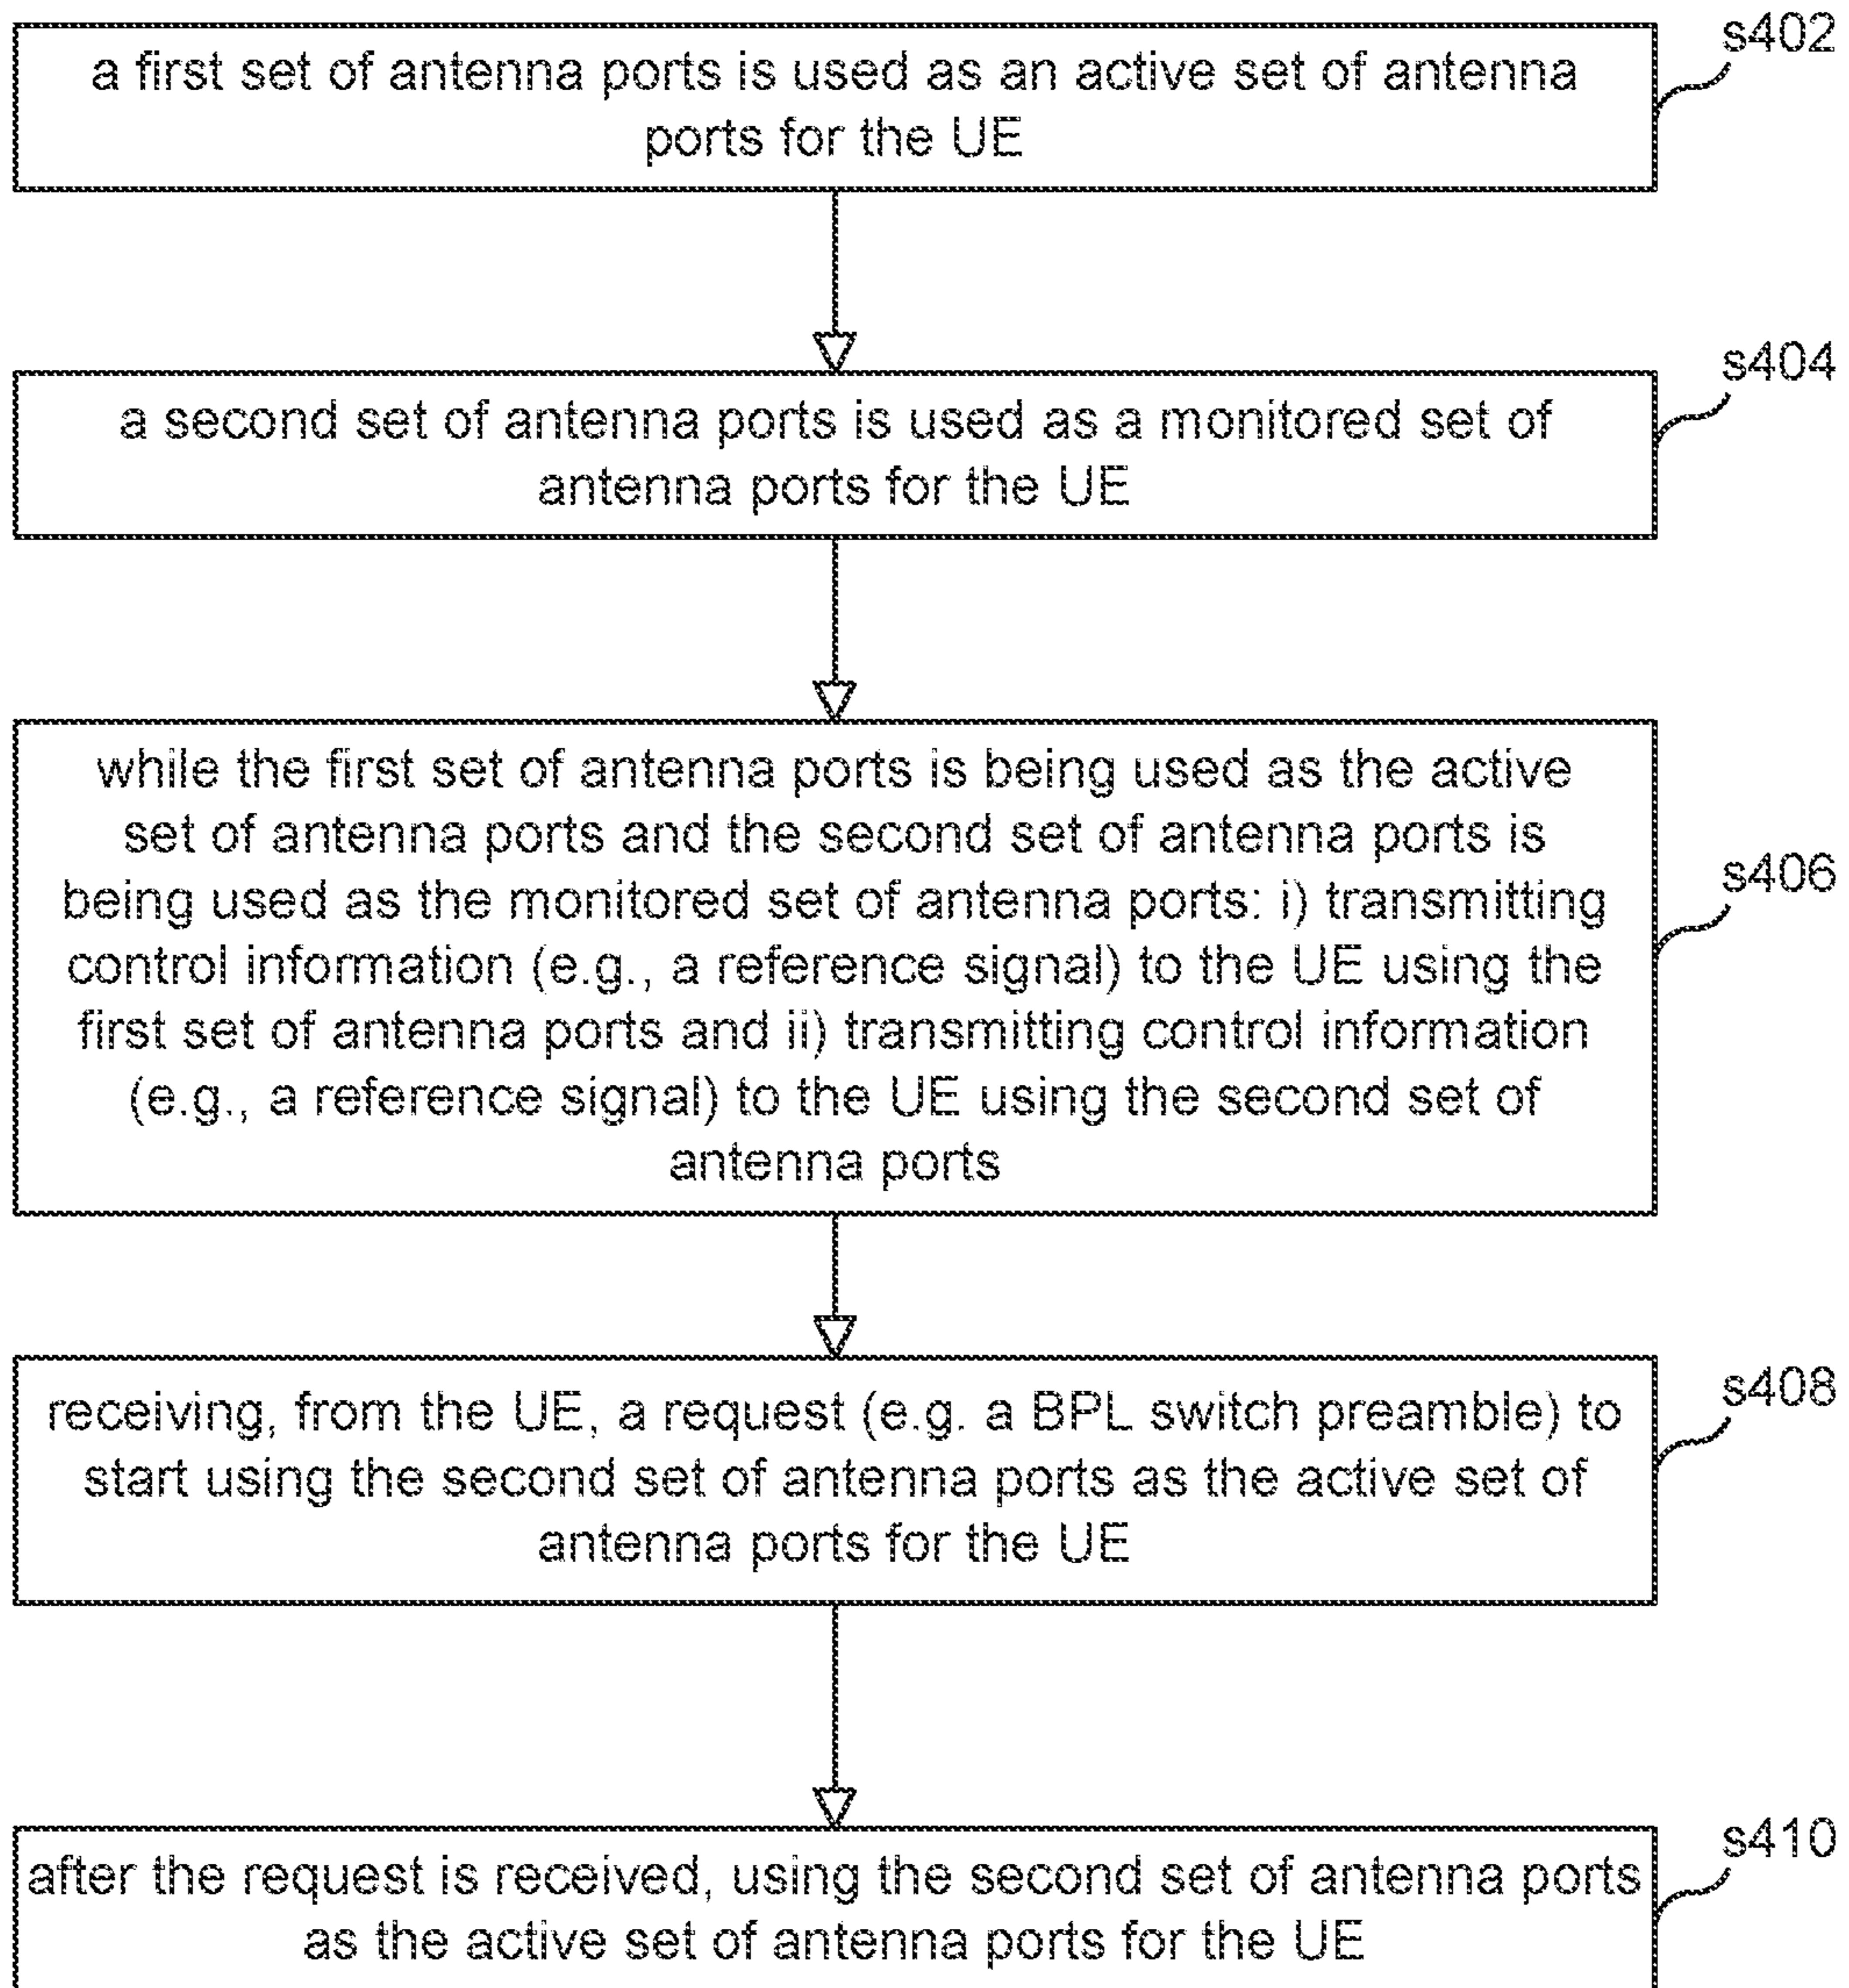 s402
a first set of antenna ports is used as an active set of antenna
ports for the UE
s404
a second set of antenna ports is used as a monitored set of
antenna ports for the UE
while the first set of antenna ports is being used as the active
set of antenna ports and the second set of antenna ports is
being used as the monitored set of antenna ports: i) transmitting
s406
control information (e.g., a reference signal) to the UE using the
first set of antenna ports and ii) transmitting control information
(e.g., a reference signal) to the UE using the second set of
antenna ports
s408
receiving, from the UE, a request (e.g. a BPL switch preamble) to
start using the second set of antenna ports as the active set of
antenna ports for the UE
s410
after the request is received, using the second set of antenna ports
as the active set of antenna ports for the UE